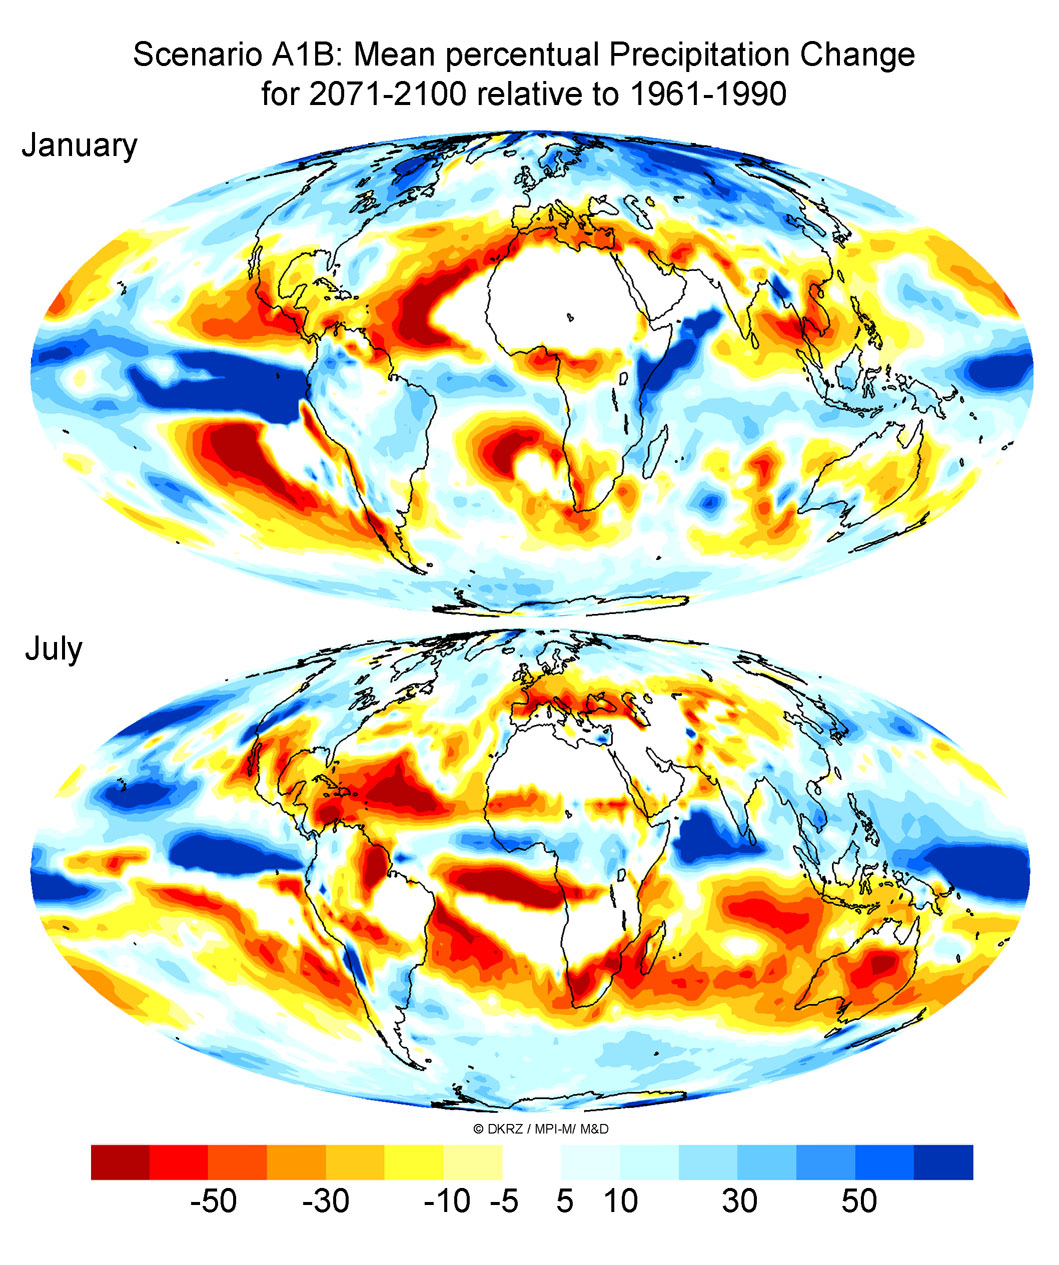 Scenario A1B: Mean percentual Precipitation Change
for 2071-2100 relative to 1961-1990
January
July
© DKRZ / MPI-M/ M&D
-50 -30 -10 -5 5 10 30 50